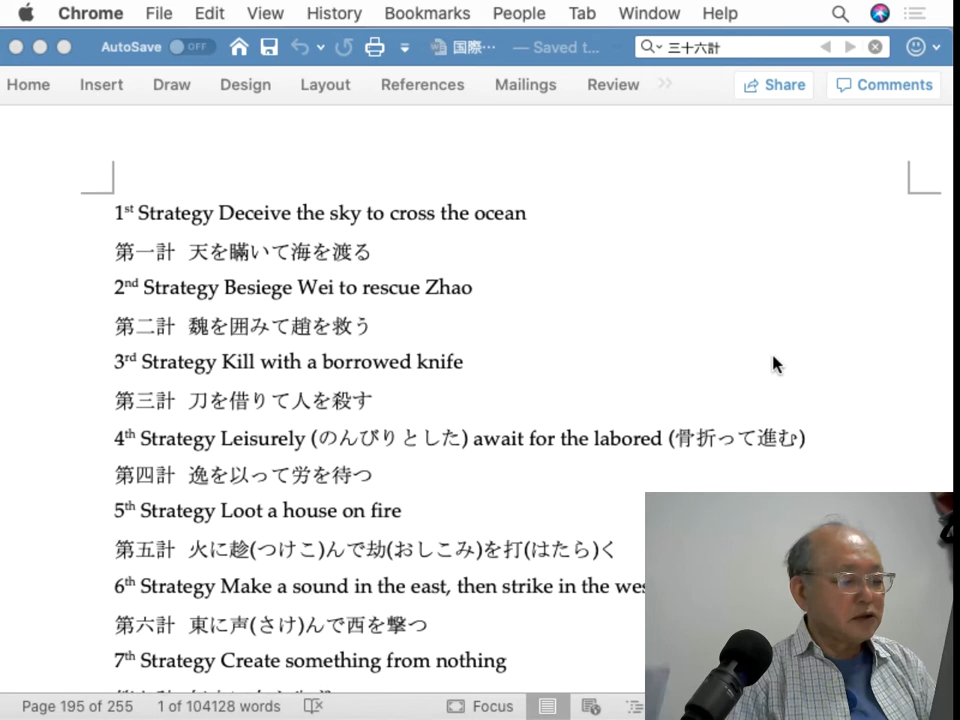 Chrome File Edit View History Bookmarks People Tab Window Help
AutoSave OFF 国際… — Saved t… 三十六計
Home Insert Draw Design Layout References Mailings Review Share Comments
1st Strategy Deceive the sky to cross the ocean
第一計 天を瞞いて海を渡る
2nd Strategy Besiege Wei to rescue Zhao
第二計 魏を囲みて趙を救う
3rd Strategy Kill with a borrowed knife
第三計 刀を借りて人を殺す
4th Strategy Leisurely (のんびりとした) await for the labored (骨折って進む)
第四計 逸を以って労を待つ
5th Strategy Loot a house on fire
第五計 火に趁(つけこ)んで劫(おしこみ)を打(はたら)く
6th Strategy Make a sound in the east, then strike in the wes
第六計 東に声(さけ)んで西を撃つ
7th Strategy Create something from nothing
Page 195 of 255 1 of 104128 words Focus